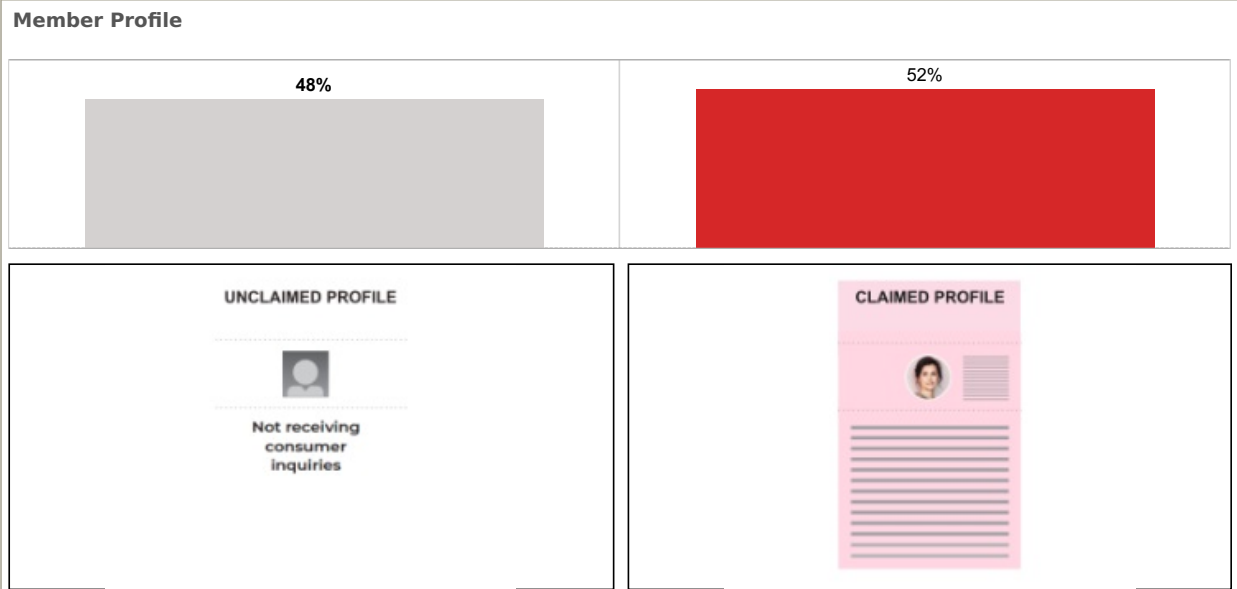 Member Profile
48%
52%
UNCLAIMED PROFILE
Not receiving
consumer
inquiries
CLAIMED PROFILE